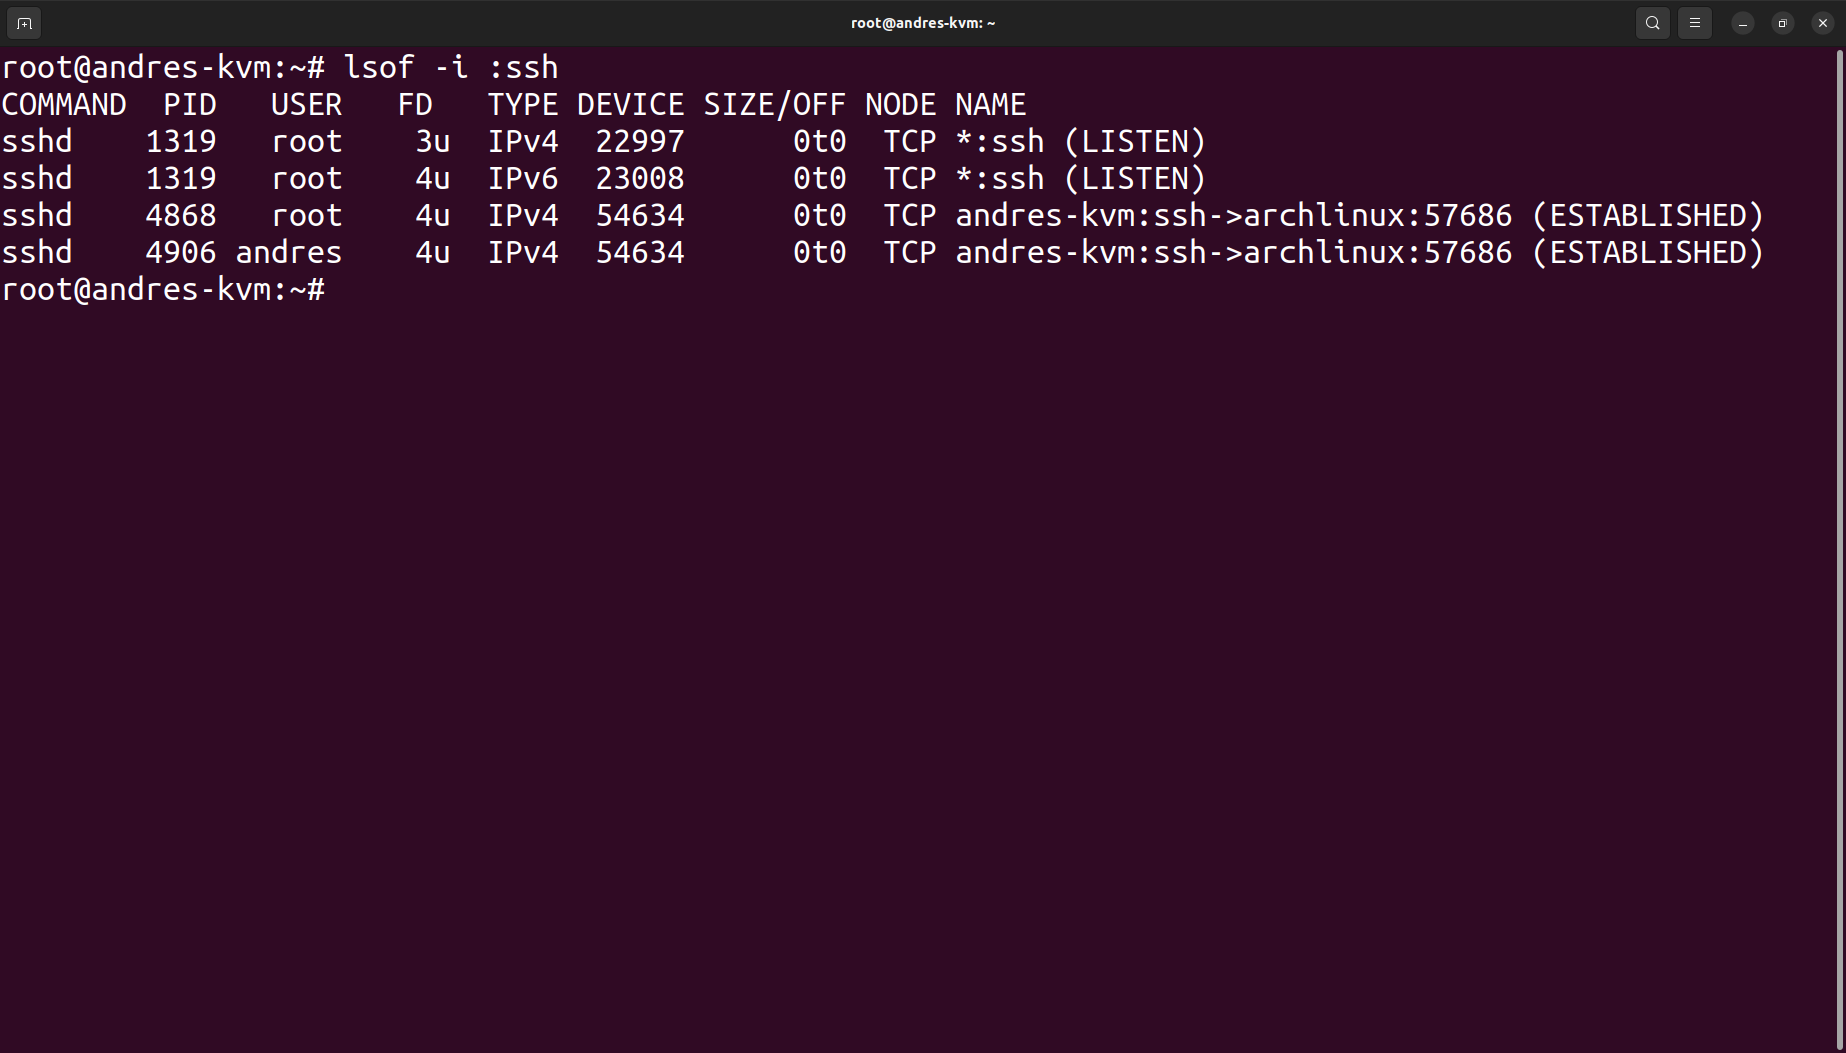 root@andres-kvm: ~
root@andres-kvm:~# lsof -i :ssh
COMMAND  PID   USER   FD   TYPE DEVICE SIZE/OFF NODE NAME
sshd    1319   root    3u  IPv4  22997      0t0  TCP *:ssh (LISTEN)
sshd    1319   root    4u  IPv6  23008      0t0  TCP *:ssh (LISTEN)
sshd    4868   root    4u  IPv4  54634      0t0  TCP andres-kvm:ssh->archlinux:57686 (ESTABLISHED)
sshd    4906 andres    4u  IPv4  54634      0t0  TCP andres-kvm:ssh->archlinux:57686 (ESTABLISHED)
root@andres-kvm:~#